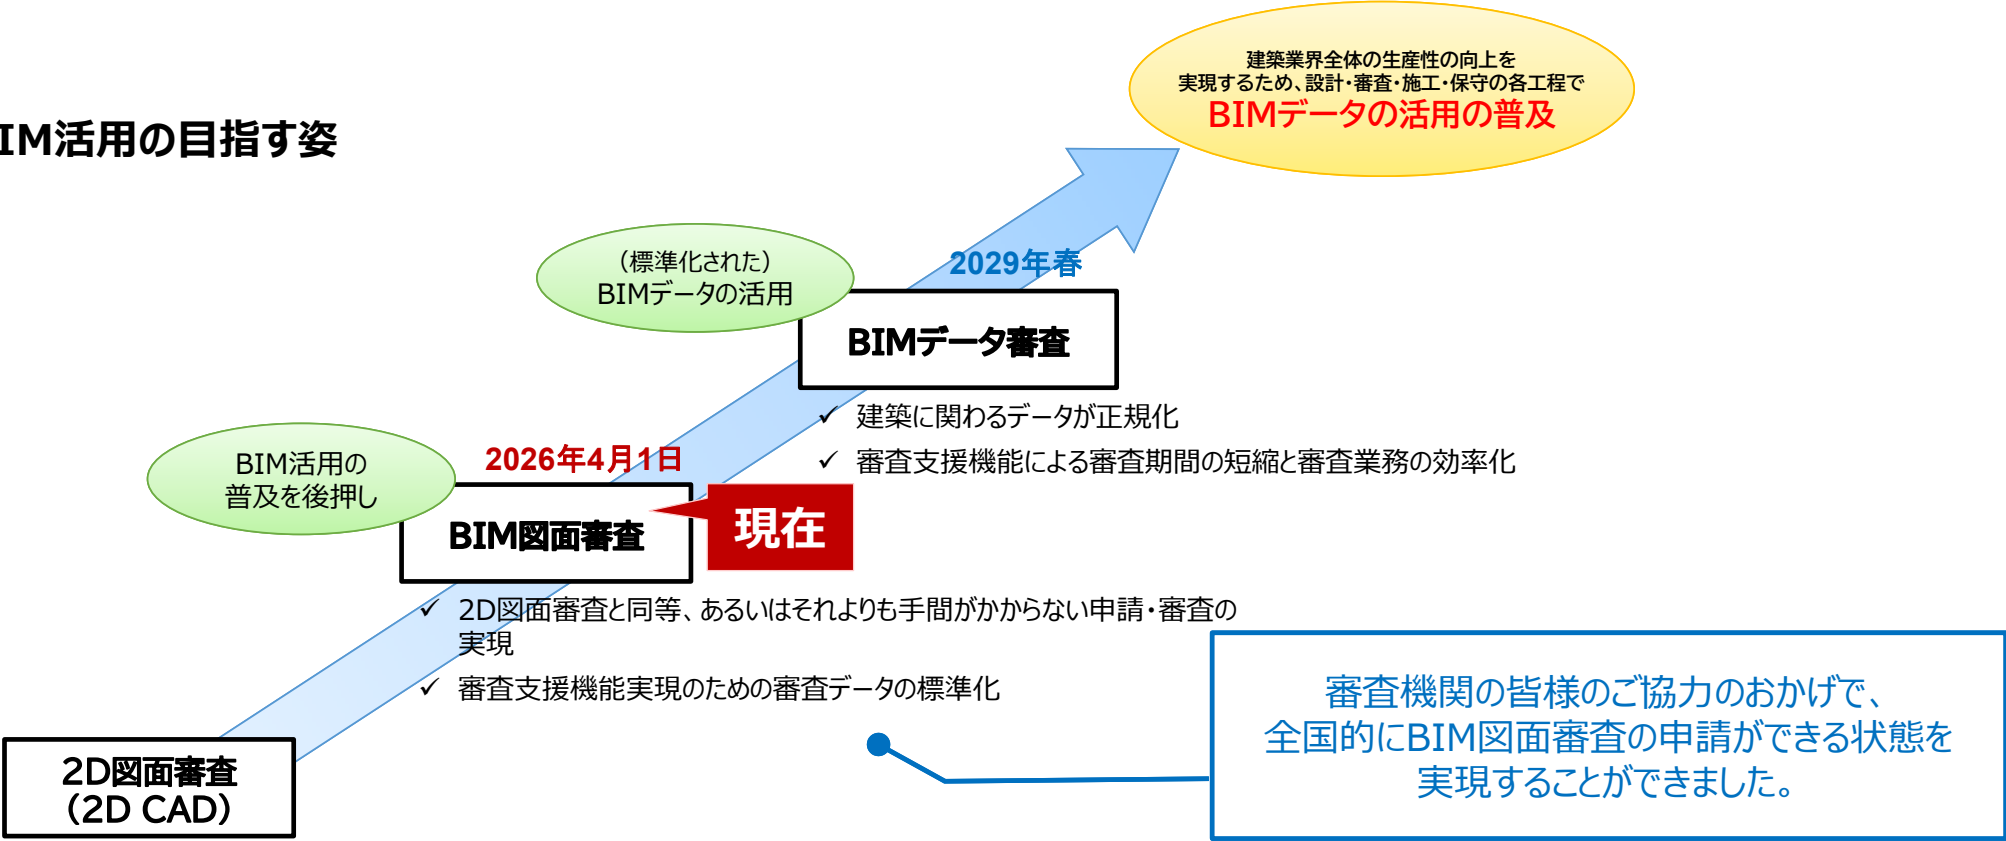 建築業界全体の生産性の向上を
実現するため、設計・審査・施工・保守の各工程で
BIMデータの活用の普及
IM活用の目指す姿
（標準化された）
BIMデータの活用
2029年春
BIMデータ審査
✓ 建築に関わるデータが正規化
✓ 審査支援機能による審査期間の短縮と審査業務の効率化
BIM活用の
普及を後押し
2026年4月1日
BIM図面審査
現在
✓ 2D図面審査と同等、あるいはそれよりも手間がかからない申請・審査の
実現
✓ 審査支援機能実現のための審査データの標準化
審査機関の皆様のご協力のおかげで、
全国的にBIM図面審査の申請ができる状態を
実現することができました。
2D図面審査
（2D CAD）